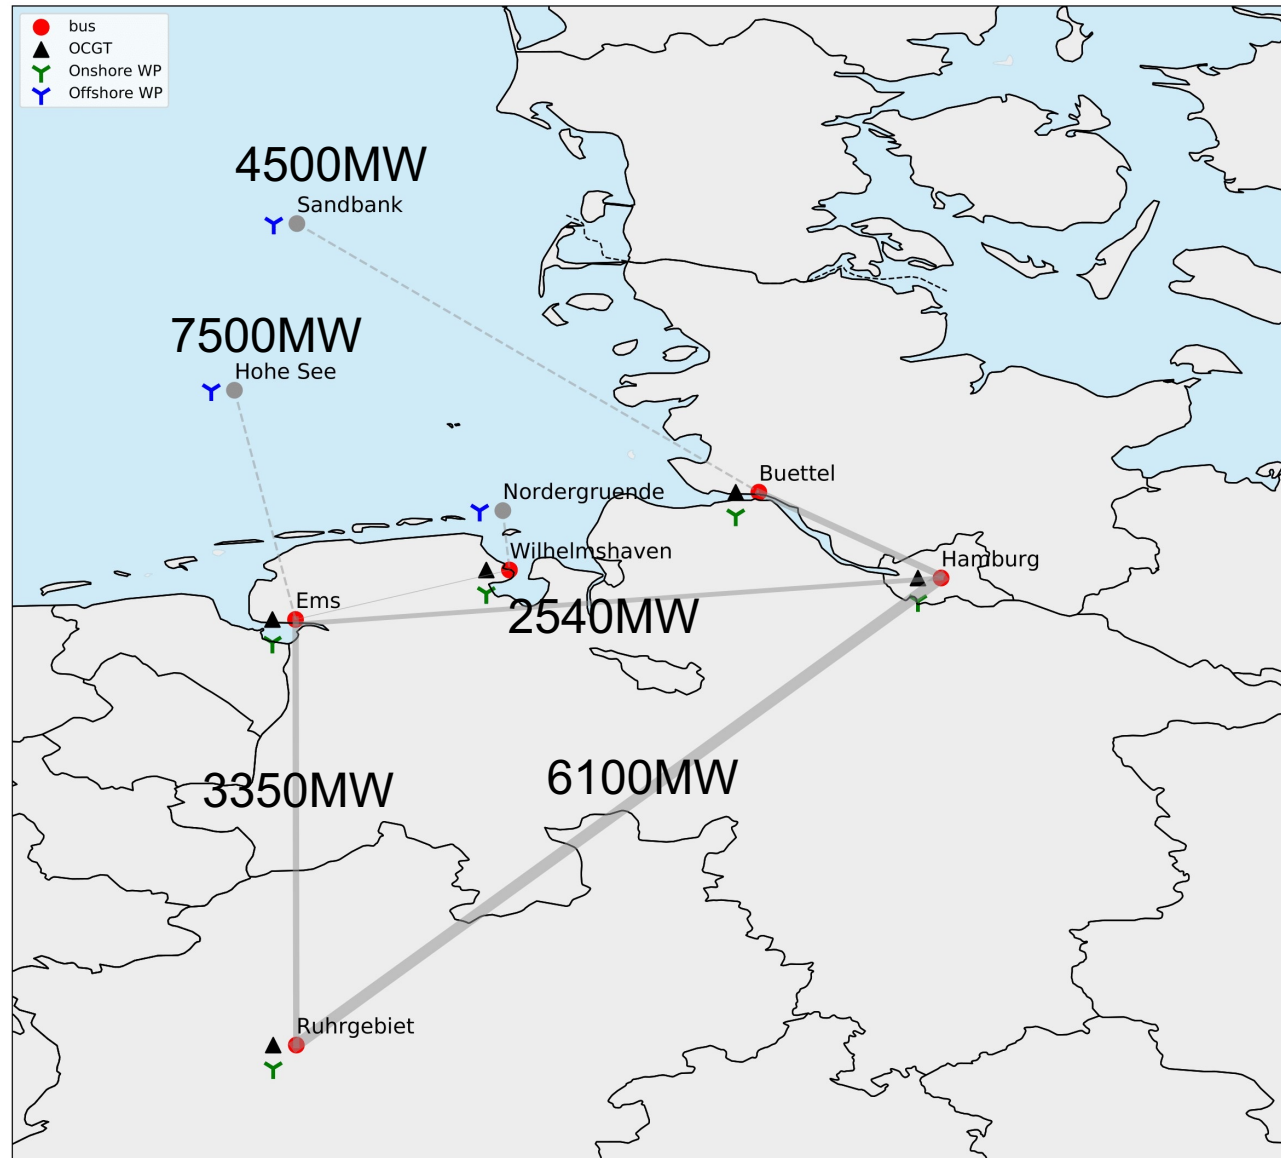 bus
OCGT
Onshore WP
Offshore WP
4500MW
Sandbank
7500MW
Hohe See
Buettel
Nordergruende
Wilhelmshaven
Hamburg
Ems
2540MW
3350MW
6100MW
Ruhrgebiet